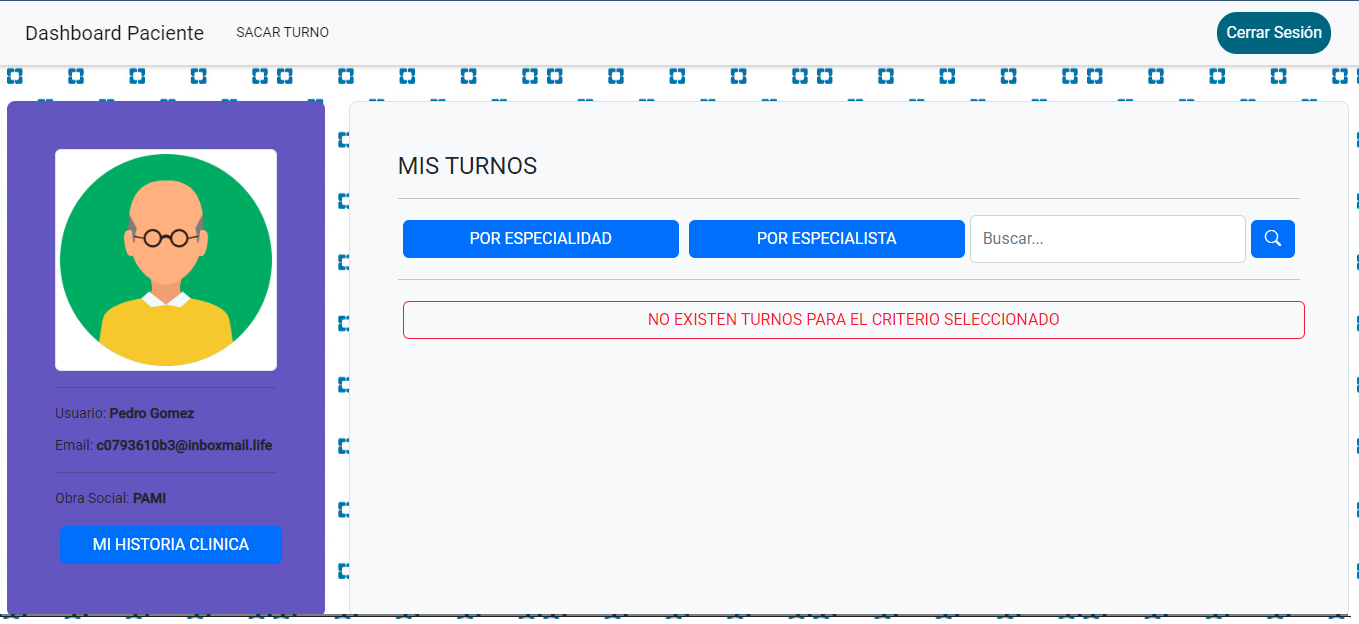 Dashboard Paciente
SACAR TURNO
Cerrar Sesión
MIS TURNOS
POR ESPECIALIDAD
POR ESPECIALISTA
Buscar...
NO EXISTEN TURNOS PARA EL CRITERIO SELECCIONADO
Usuario: Pedro Gomez
Email: c0793610b3@inboxmail.life
Obra Social: PAMI
MI HISTORIA CLINICA